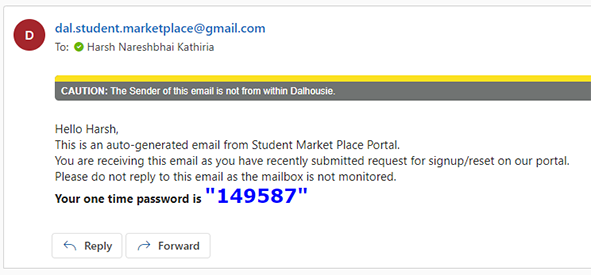 D
dal.student.marketplace@gmail.com
To: Harsh Nareshbhai Kathiria
CAUTION: The Sender of this email is not from within Dalhousie.
Hello Harsh,
This is an auto-generated email from Student Market Place Portal.
You are receiving this email as you have recently submitted request for signup/reset on our portal.
Please do not reply to this email as the mailbox is not monitored.
Your one time password is "149587"
Reply Forward